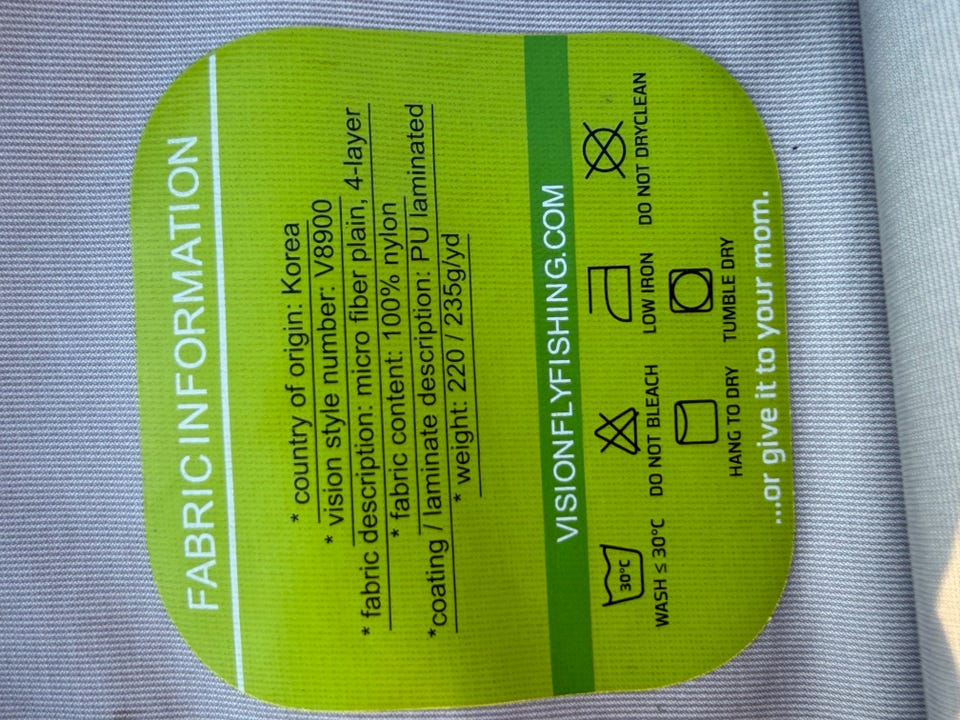 FABRIC INFORMATION
* country of origin: Korea
* vision style number: V8900
* fabric description: micro fiber plain, 4-layer
* fabric content: 100% nylon
*coating / laminate description: PU laminated
* weight: 220 / 235g/yd
VISIONFLYFISHING.COM
30°C
WASH ≤ 30°C DO NOT BLEACH LOW IRON DO NOT DRYCLEAN
HANG TO DRY TUMBLE DRY
...or give it to your mom.